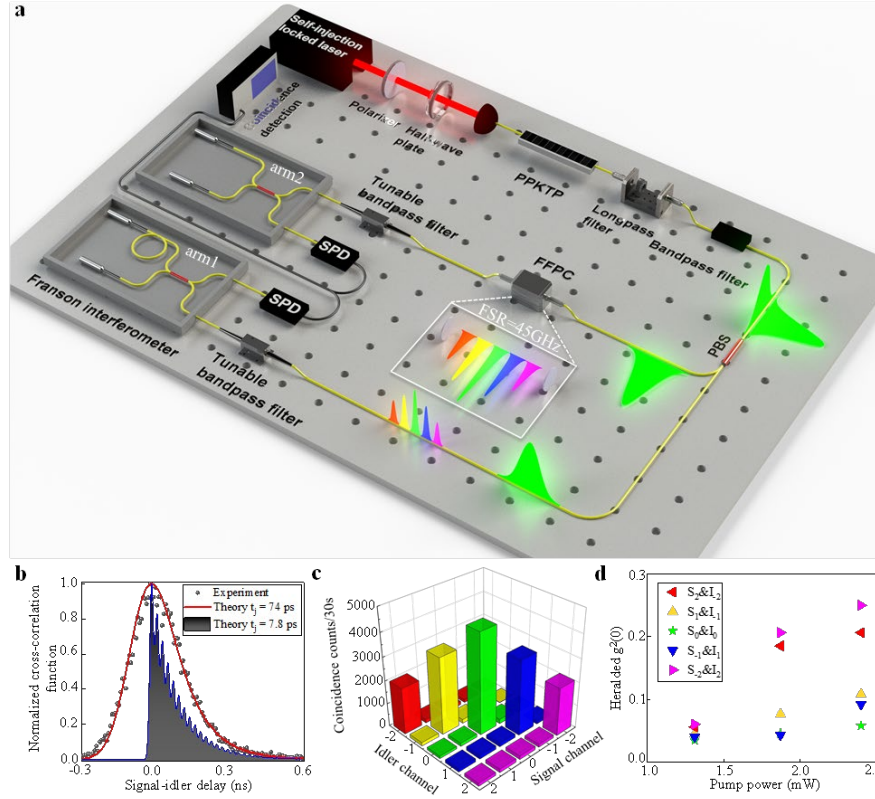 a
Self-injection
locked laser
Coincidence
detection
Polarizer
Half-wave
plate
PPKTP
Longpass
filter
Bandpass filter
arm2
Tunable
bandpass filter
SPD
FFPC
FSR=45GHz
PBS
arm1
SPD
Franson interferometer
Tunable
bandpass filter
b
Normalized cross-correlation
function
1.0
0.8
0.6
0.4
0.2
0.0
-0.3
0.0
0.3
0.6
Signal-idler delay (ns)
Experiment
Theory tj = 74 ps
Theory tj = 7.8 ps
c
Coincidence counts/30s
5000
4000
3000
2000
1000
0
-2
-1
0
1
2
Idler channel
-2
-1
0
1
2
Signal channel
d
Heralded g²(0)
0.3
0.2
0.1
0.0
1.0
1.5
2.0
2.5
Pump power (mW)
S2&I-2
S1&I-1
S0&I0
S-1&I1
S-2&I2